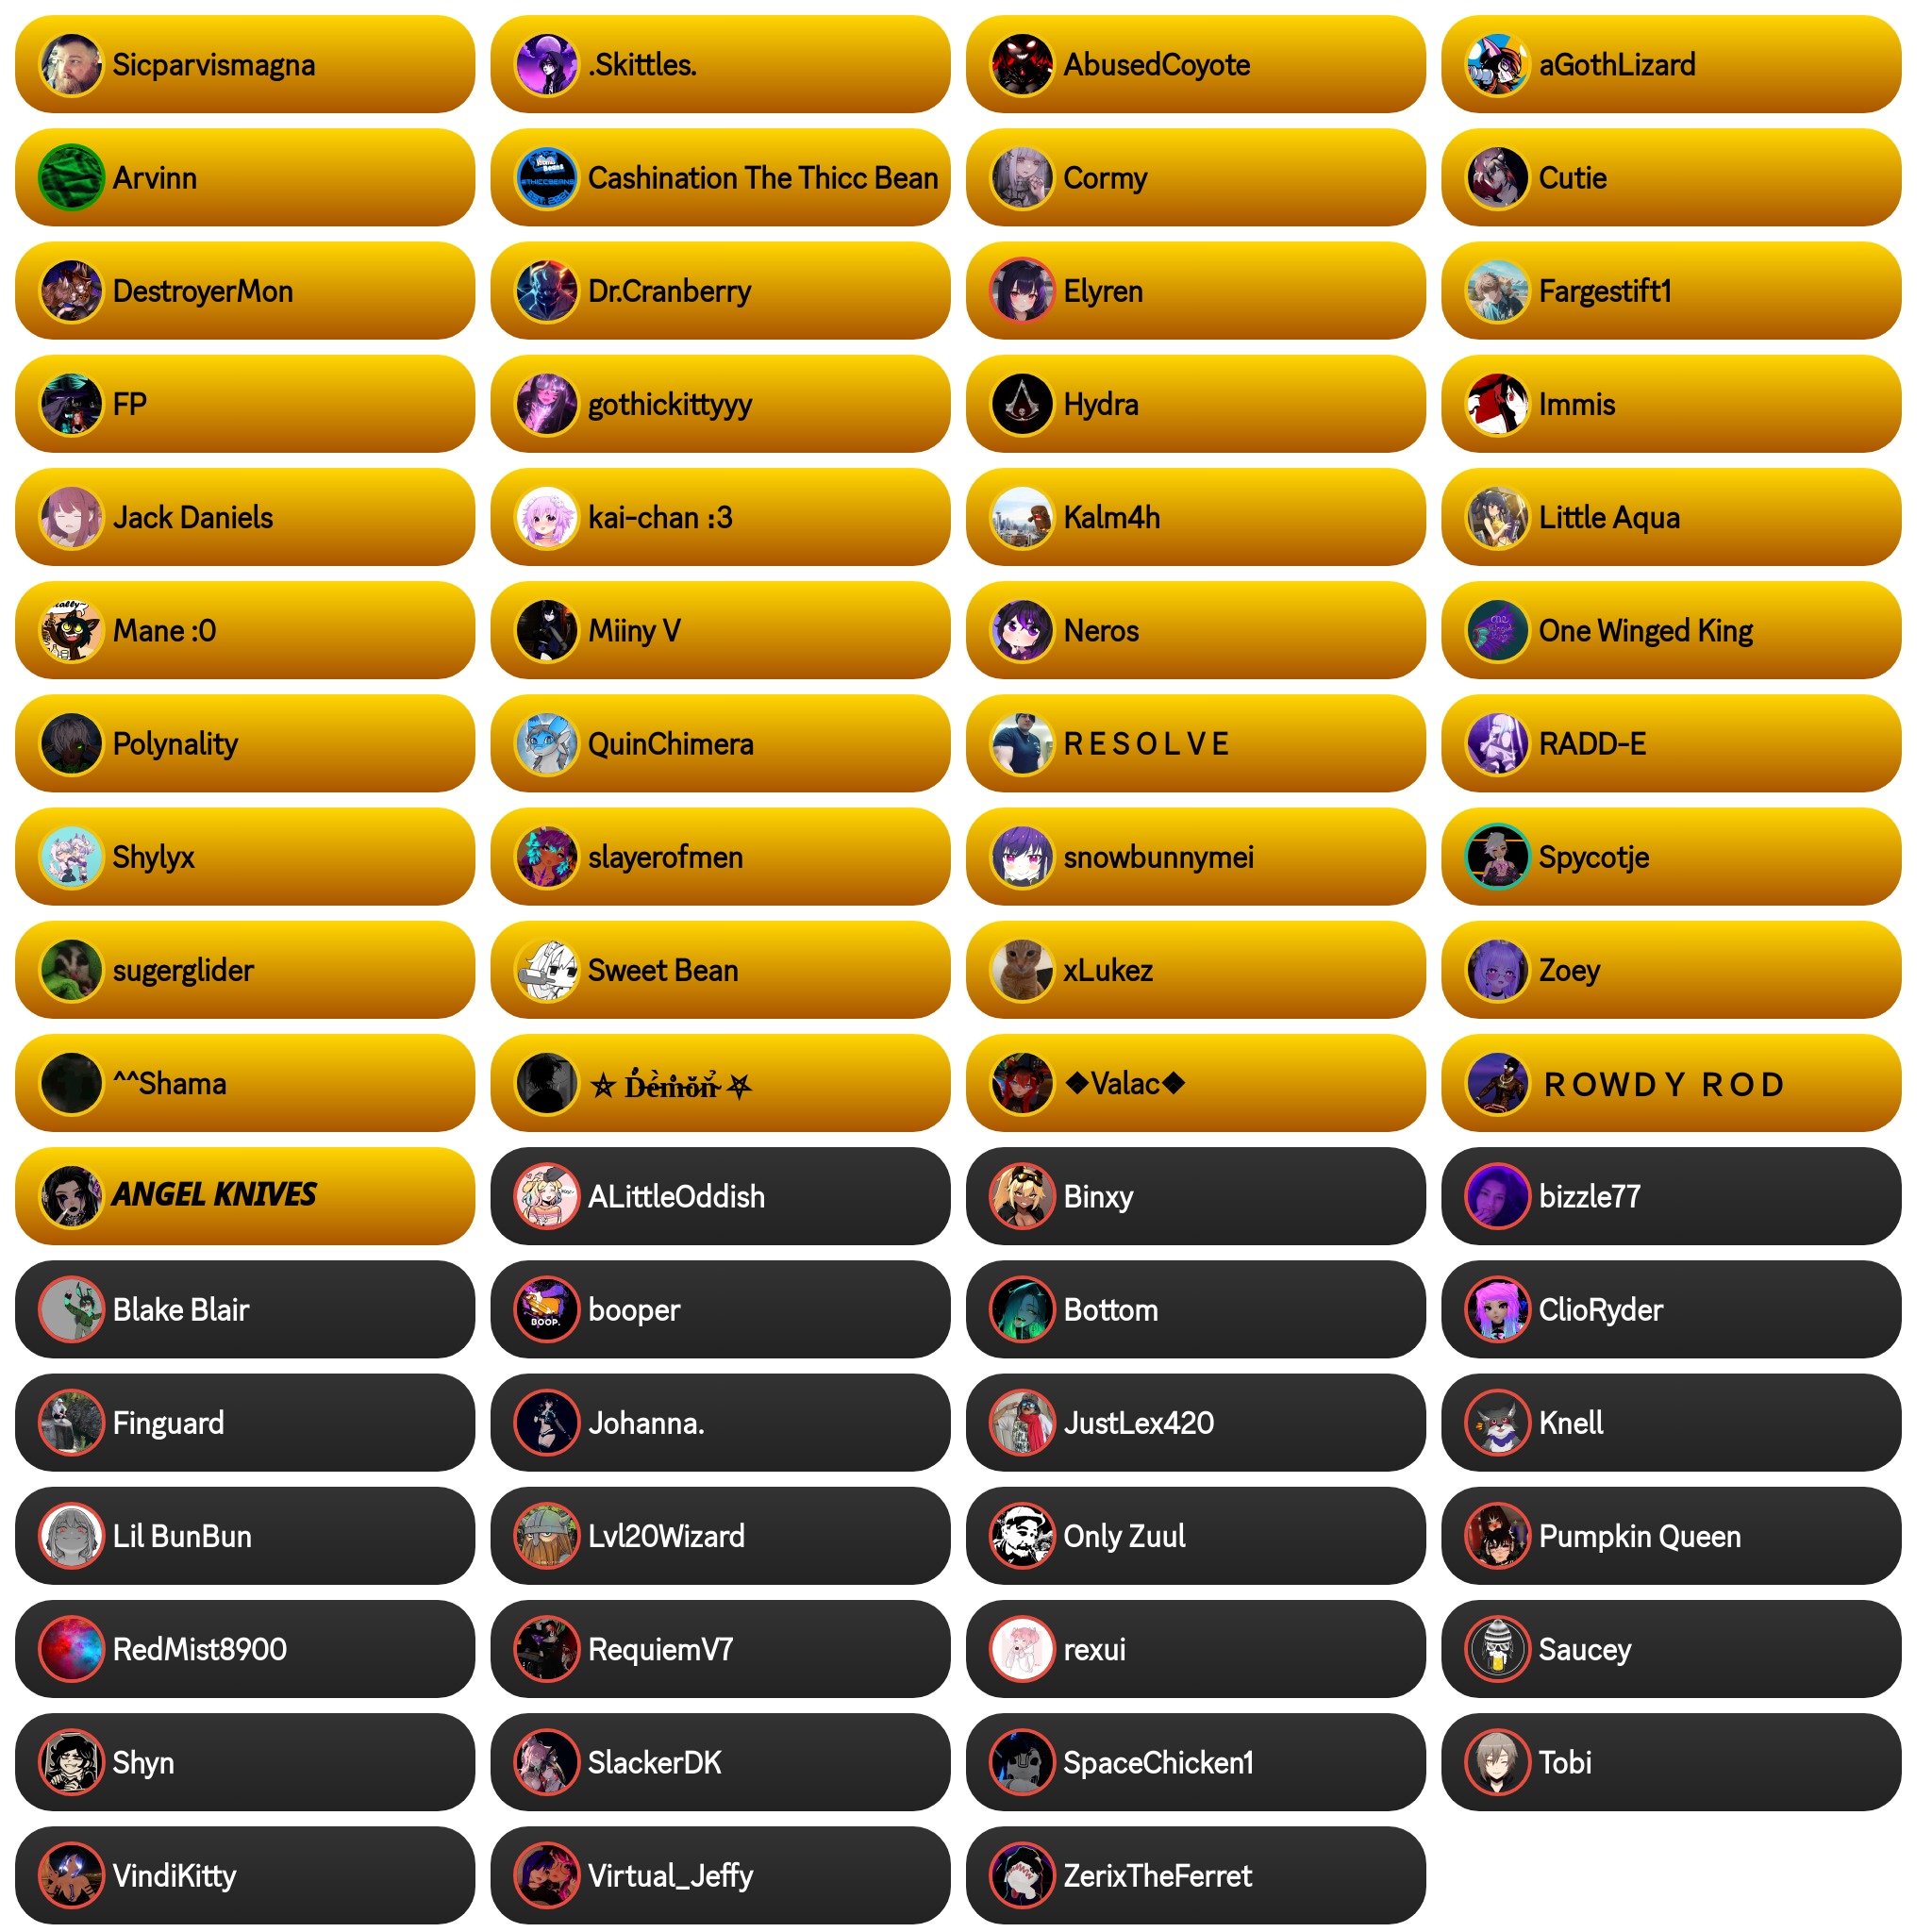 Sicparvismagna
.Skittles.
AbusedCoyote
aGothLizard
Arvinn
Cashination The Thicc Bean
Cormy
Cutie
DestroyerMon
Dr.Cranberry
Elyren
Fargestift1
FP
gothickittyyy
Hydra
Immis
Jack Daniels
kai-chan :3
Kalm4h
Little Aqua
Mane :0
Miiny V
Neros
One Winged King
Polynality
QuinChimera
R E S O L V E
RADD-E
Shylyx
slayerofmen
snowbunnymei
Spycotje
sugerglider
Sweet Bean
xLukez
Zoey
^^Shama
⛤ D̴e̴m̴o̴n̴ ⛧
❖Valac❖
ＲＯＷＤＹ ＲＯＤ
ANGEL KNIVES
ALittleOddish
Binxy
bizzle77
Blake Blair
booper
BOOP.
Bottom
ClioRyder
Finguard
Johanna.
JustLex420
Knell
Lil BunBun
Lvl20Wizard
Only Zuul
Pumpkin Queen
RedMist8900
RequiemV7
rexui
Saucey
Shyn
SlackerDK
SpaceChicken1
Tobi
VindiKitty
Virtual_Jeffy
ZerixTheFerret